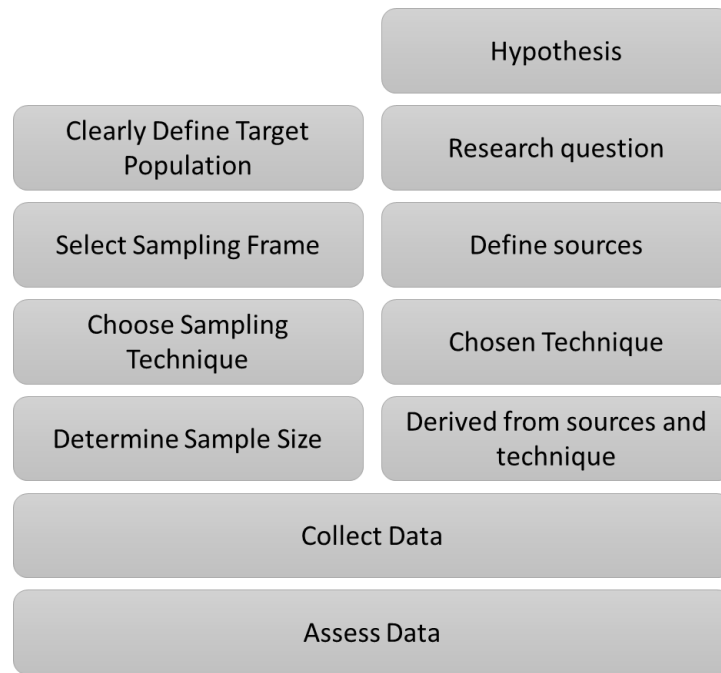 Hypothesis
Clearly Define Target
Population
Research question
Select Sampling Frame
Define sources
Choose Sampling
Technique
Chosen Technique
Determine Sample Size
Derived from sources and
technique
Collect Data
Assess Data